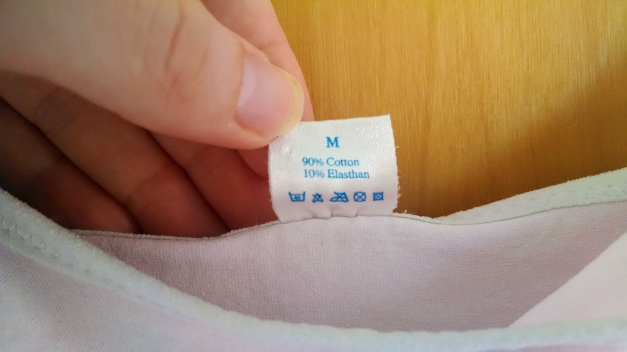 M
90% Cotton
10% Elasthan